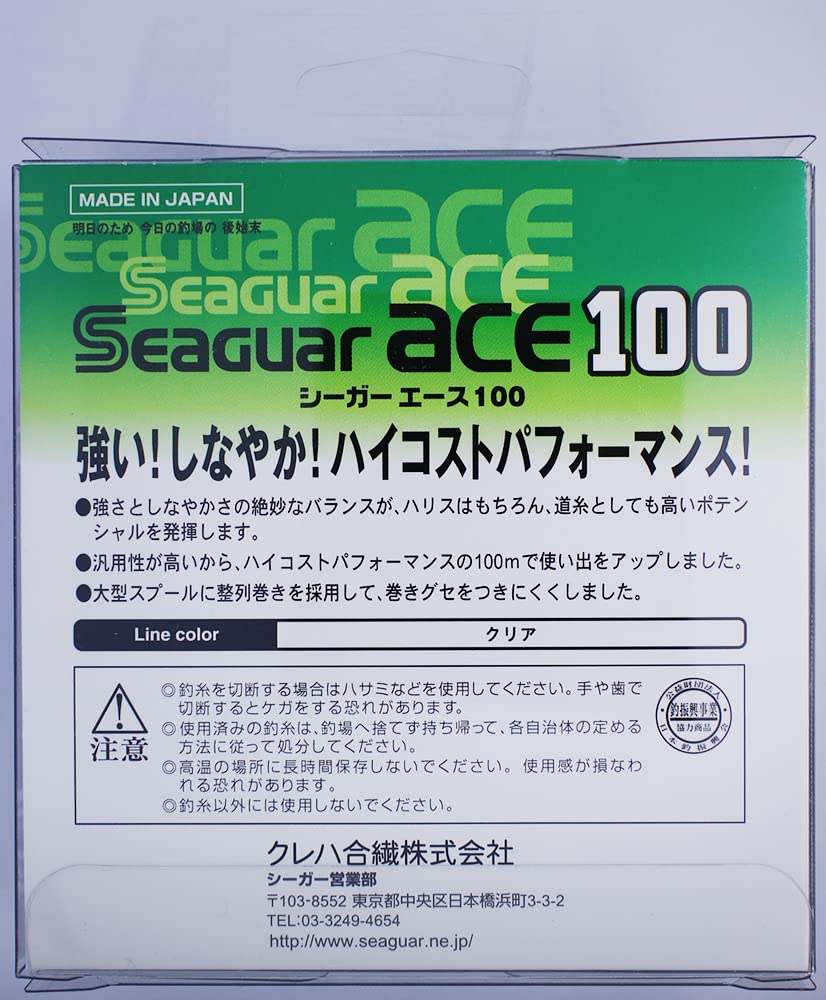 MADE IN JAPAN
明日のため 今日の釣場の 後始末
Seaguar ace
Seaguar ace
Seaguar ace 100
シーガー エース100
強い!しなやか!ハイコストパフォーマンス!
●強さとしなやかさの絶妙なバランスが、ハリスはもちろん、道糸としても高いポテン
シャルを発揮します。
●汎用性が高いから、ハイコストパフォーマンスの100mで使い出をアップしました。
●大型スプールに整列巻きを採用して、巻きグセをつきにくくしました。
Line color クリア
注意
◎釣糸を切断する場合はハサミなどを使用してください。手や歯で
切断するとケガをする恐れがあります。
◎使用済みの釣糸は、釣場へ捨てず持ち帰って、各自治体の定める
方法に従って処分してください。
◎高温の場所に長時間保存しないでください。使用感が損なわ
れる恐れがあります。
◎釣糸以外には使用しないでください。
公益財団法人
釣振興事業
協力商品
日本釣振興会
クレハ合繊株式会社
シーガー営業部
〒103-8552 東京都中央区日本橋浜町3-3-2
TEL:03-3249-4654
http://www.seaguar.ne.jp/